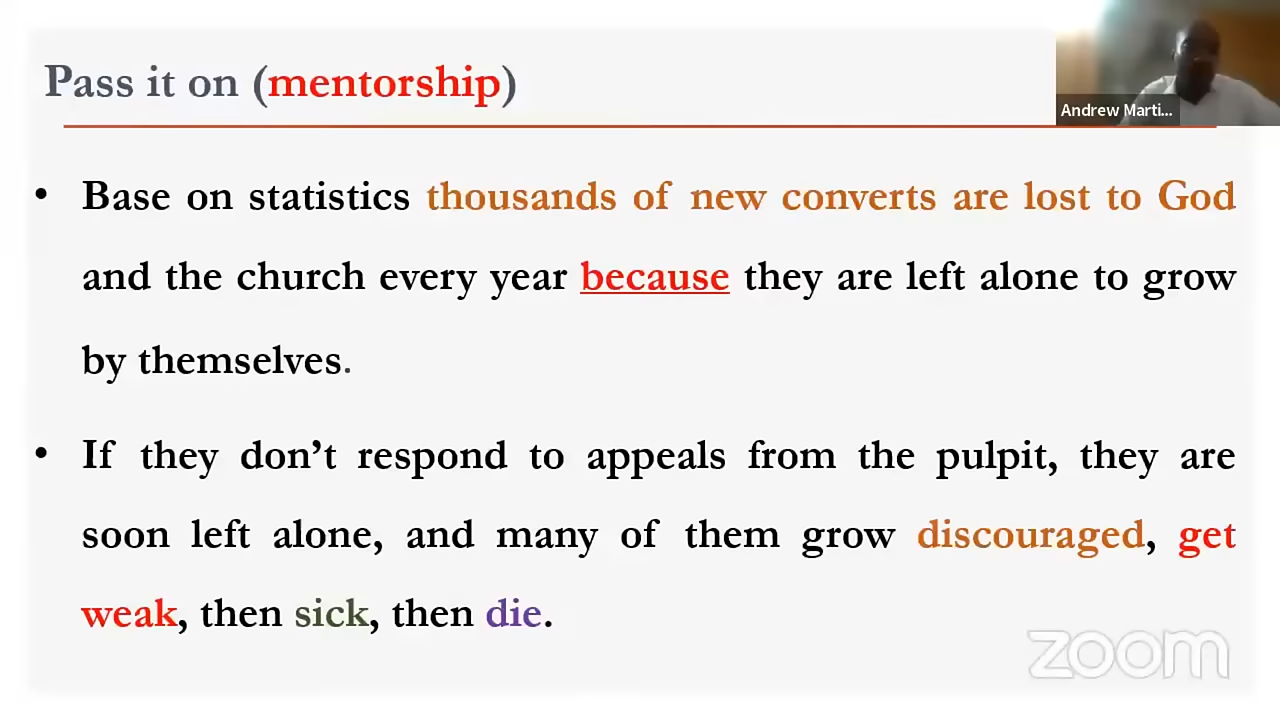 Pass it on (mentorship)
Andrew Marti...
• Base on statistics thousands of new converts are lost to God
and the church every year because they are left alone to grow
by themselves.
• If they don’t respond to appeals from the pulpit, they are
soon left alone, and many of them grow discouraged, get
weak, then sick, then die.
zoom